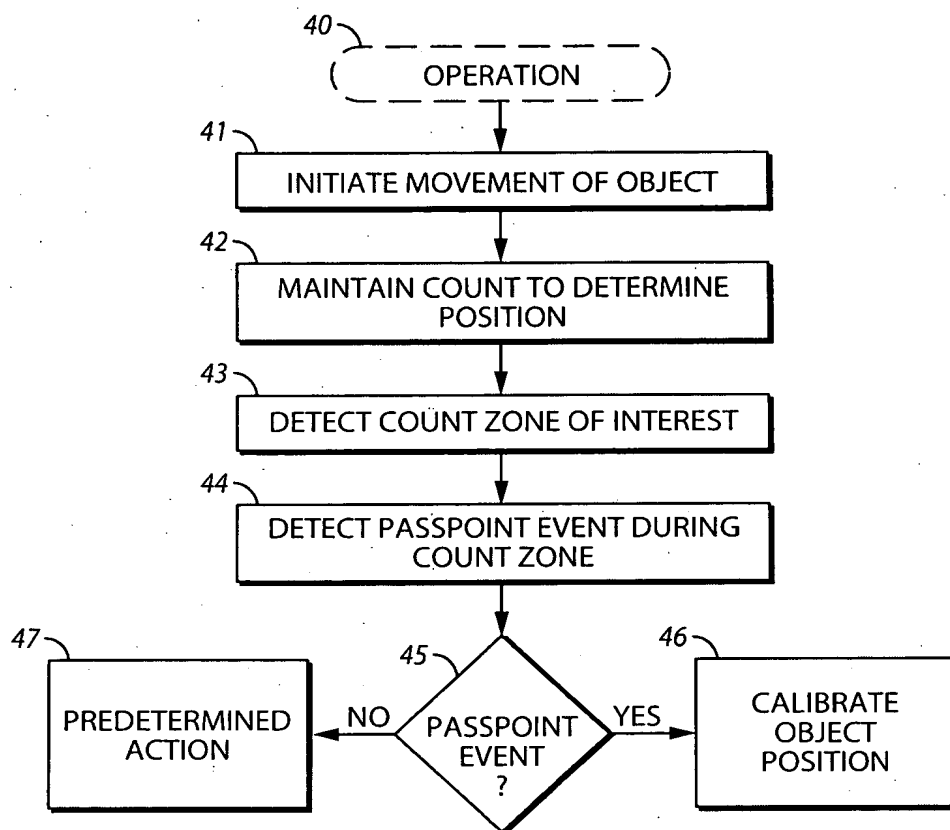 40
OPERATION
41
INITIATE MOVEMENT OF OBJECT
42
MAINTAIN COUNT TO DETERMINE
POSITION
43
DETECT COUNT ZONE OF INTEREST
44
DETECT PASSPOINT EVENT DURING
COUNT ZONE
47
PREDETERMINED
ACTION
NO
45
PASSPOINT
EVENT
?
YES
46
CALIBRATE
OBJECT
POSITION